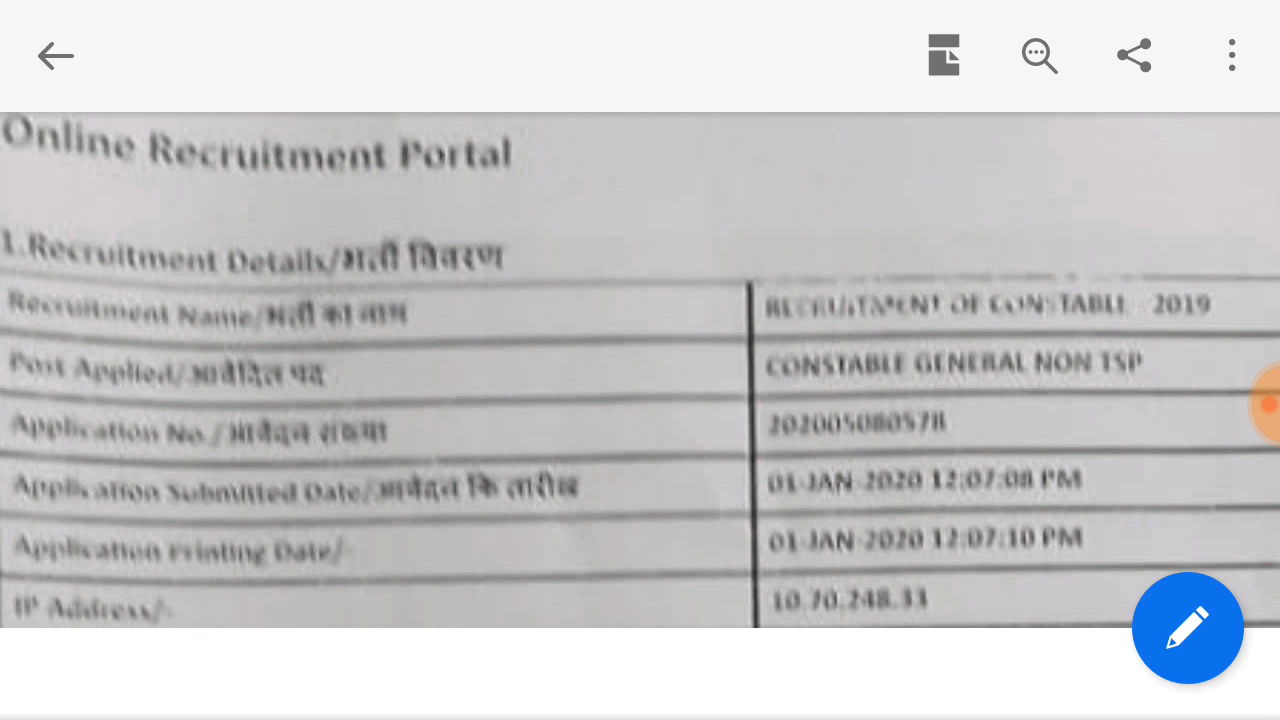 Online Recruitment Portal
1.Recruitment Details/भर्ती विवरण
Recruitment Name/भर्ती का नाम RECRUITMENT OF CONSTABLE 2019
Post Applied/आवेदित पद CONSTABLE GENERAL NON TSP
Application No./आवेदन संख्या 202005080578
Application Submitted Date/आवेदन कि तारीख 01-JAN-2020 12:07:08 PM
Application Printing Date/- 01-JAN-2020 12:07:10 PM
IP Address/- 10.70.248.33